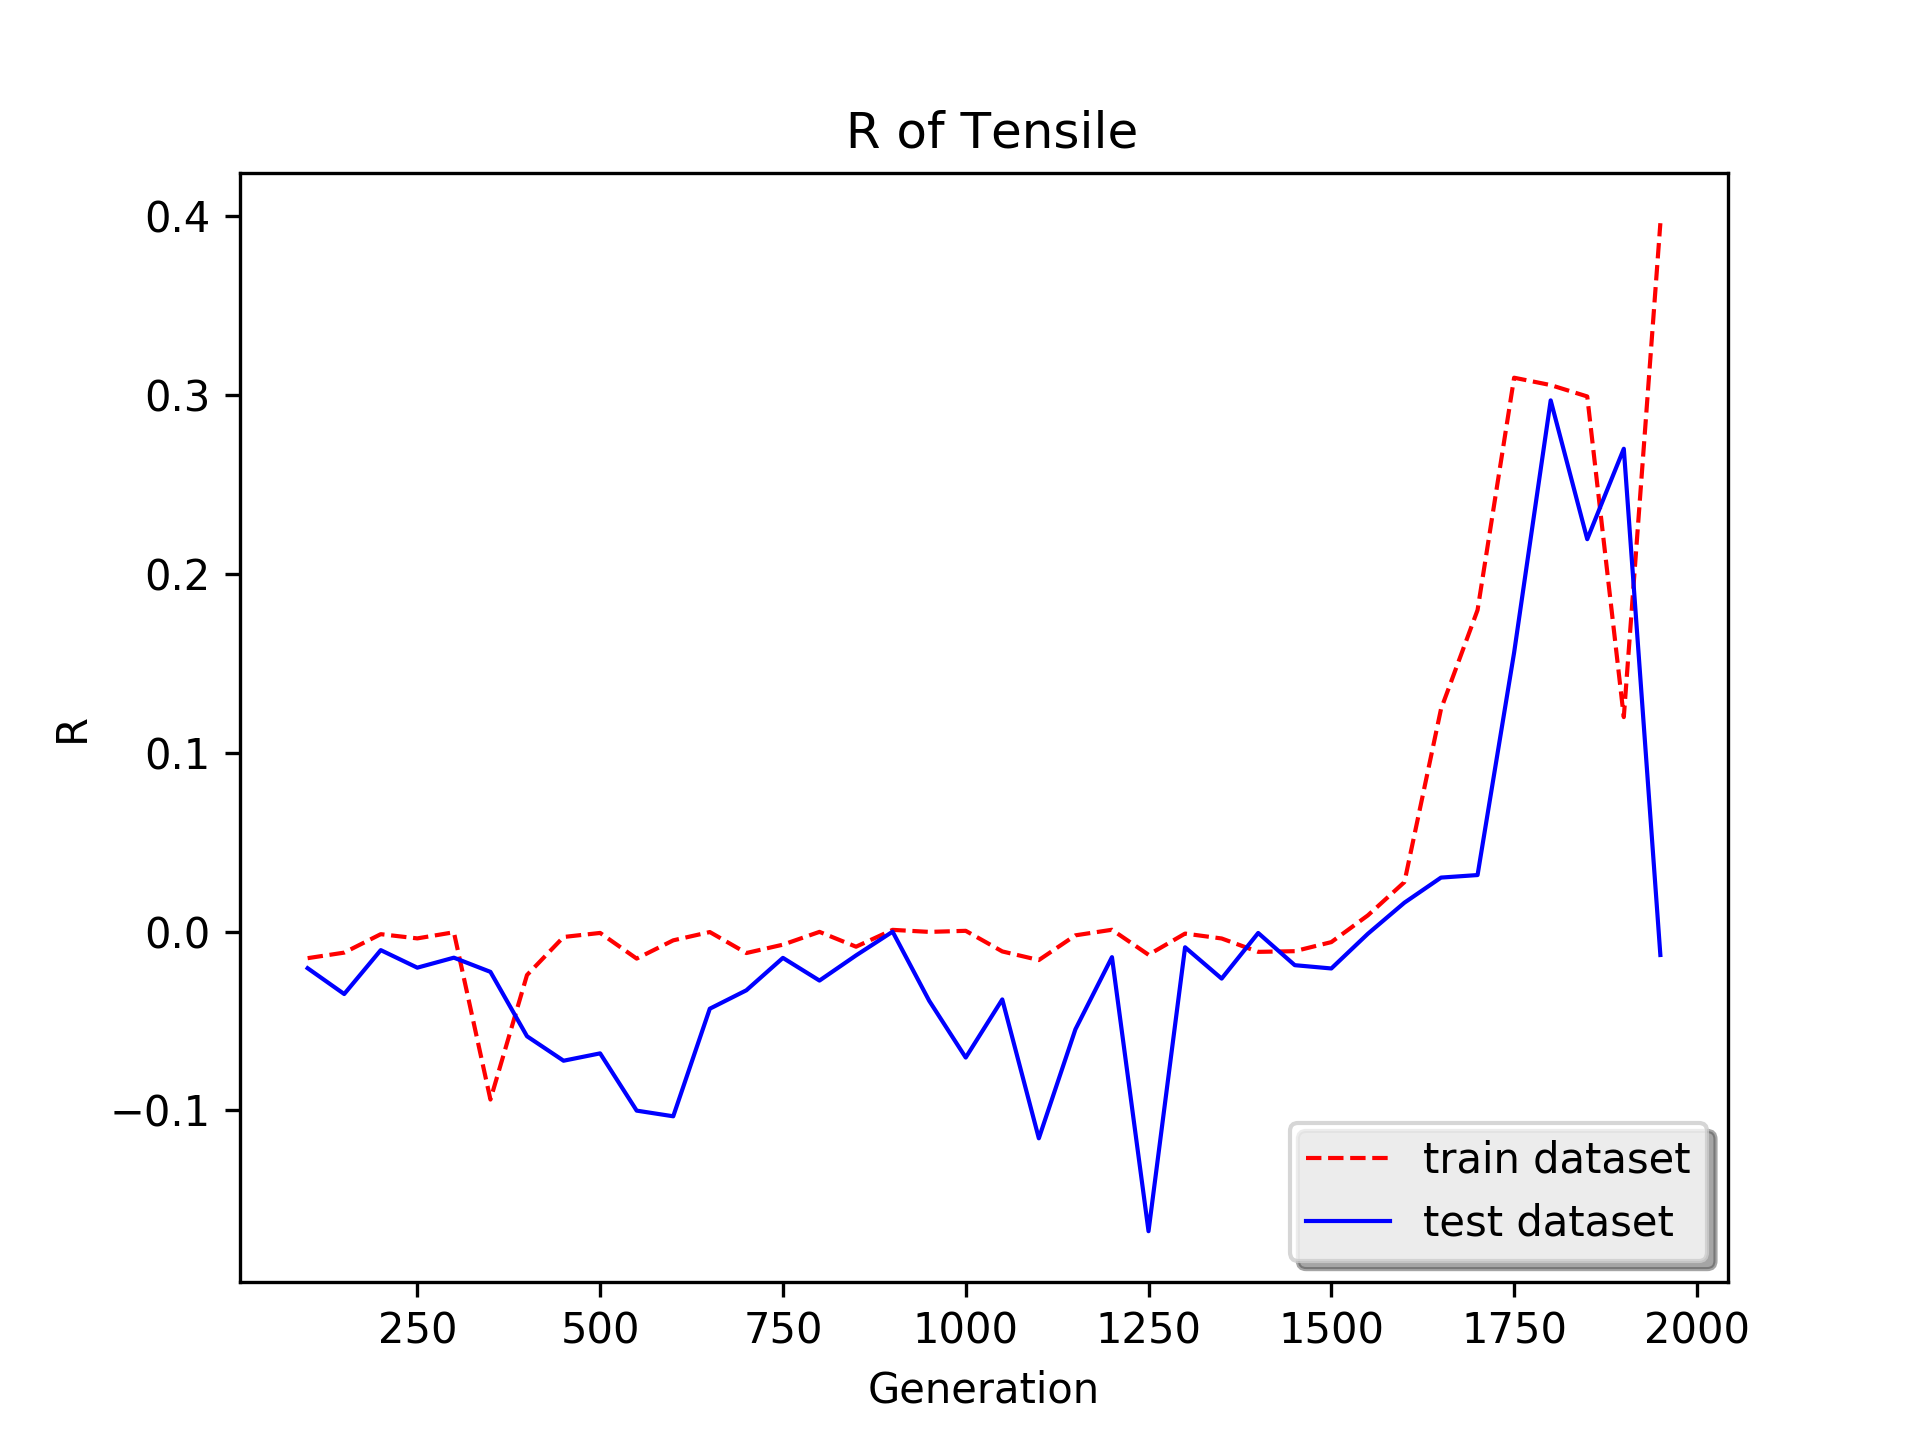 R of Tensile
0.4
0.3
0.2
0.1
0.0
−0.1
R
train dataset
test dataset
250 500 750 1000 1250 1500 1750 2000
Generation